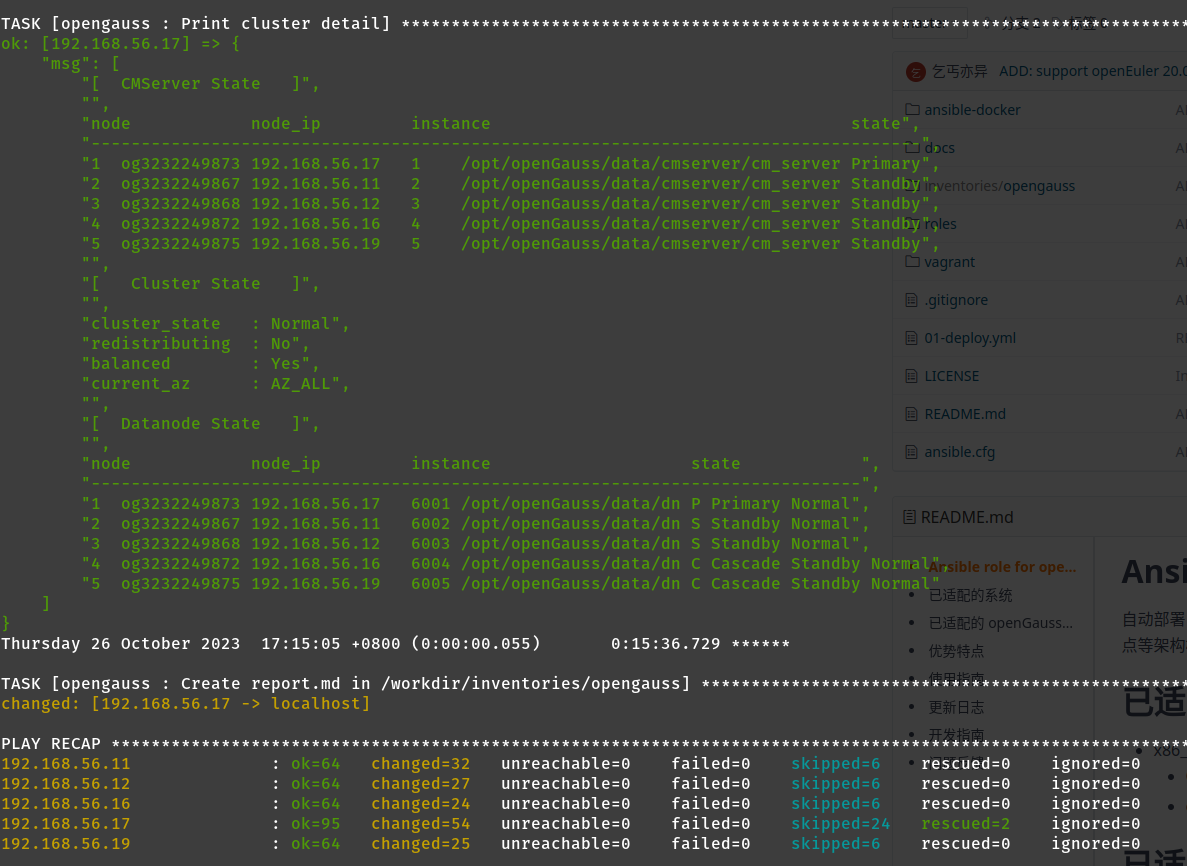 TASK [opengauss : Print cluster detail] ******************************************************************************
ok: [192.168.56.17] => {
    "msg": [
        "[  CMServer State   ]",
        "",
        "node            node_ip         instance                                    state",
        "-----------------------------------------------------------------------------------",
        "1  og3232249873 192.168.56.17   1    /opt/openGauss/data/cmserver/cm_server Primary",
        "2  og3232249867 192.168.56.11   2    /opt/openGauss/data/cmserver/cm_server Standby",
        "3  og3232249868 192.168.56.12   3    /opt/openGauss/data/cmserver/cm_server Standby",
        "4  og3232249872 192.168.56.16   4    /opt/openGauss/data/cmserver/cm_server Standby",
        "5  og3232249875 192.168.56.19   5    /opt/openGauss/data/cmserver/cm_server Standby",
        "",
        "[   Cluster State   ]",
        "",
        "cluster_state   : Normal",
        "redistributing  : No",
        "balanced        : Yes",
        "current_az      : AZ_ALL",
        "",
        "[  Datanode State   ]",
        "",
        "node            node_ip         instance                    state            ",
        "-----------------------------------------------------------------------------",
        "1  og3232249873 192.168.56.17   6001 /opt/openGauss/data/dn P Primary Normal",
        "2  og3232249867 192.168.56.11   6002 /opt/openGauss/data/dn S Standby Normal",
        "3  og3232249868 192.168.56.12   6003 /opt/openGauss/data/dn S Standby Normal",
        "4  og3232249872 192.168.56.16   6004 /opt/openGauss/data/dn C Cascade Standby Normal",
        "5  og3232249875 192.168.56.19   6005 /opt/openGauss/data/dn C Cascade Standby Normal"
    ]
}
Thursday 26 October 2023  17:15:05 +0800 (0:00:00.055)       0:15:36.729 ******
TASK [opengauss : Create report.md in /workdir/inventories/opengauss] **************************************************
changed: [192.168.56.17 -> localhost]
PLAY RECAP ************************************************************************************************************
192.168.56.11              : ok=64   changed=32   unreachable=0    failed=0    skipped=6    rescued=0    ignored=0
192.168.56.12              : ok=64   changed=27   unreachable=0    failed=0    skipped=6    rescued=0    ignored=0
192.168.56.16              : ok=64   changed=24   unreachable=0    failed=0    skipped=6    rescued=0    ignored=0
192.168.56.17              : ok=95   changed=54   unreachable=0    failed=0    skipped=24   rescued=2    ignored=0
192.168.56.19              : ok=64   changed=25   unreachable=0    failed=0    skipped=6    rescued=0    ignored=0
乞丐亦异 ADD: support openEuler 20.0
ansible-docker
docs
inventories/opengauss
roles
vagrant
.gitignore
01-deploy.yml
LICENSE
README.md
ansible.cfg
README.md
Ansible role for ope...
已适配的系统
已适配的 openGauss...
优势特点
使用指南
更新日志
开发指南
Ansi
自动部署
点等架构
已适
x86_